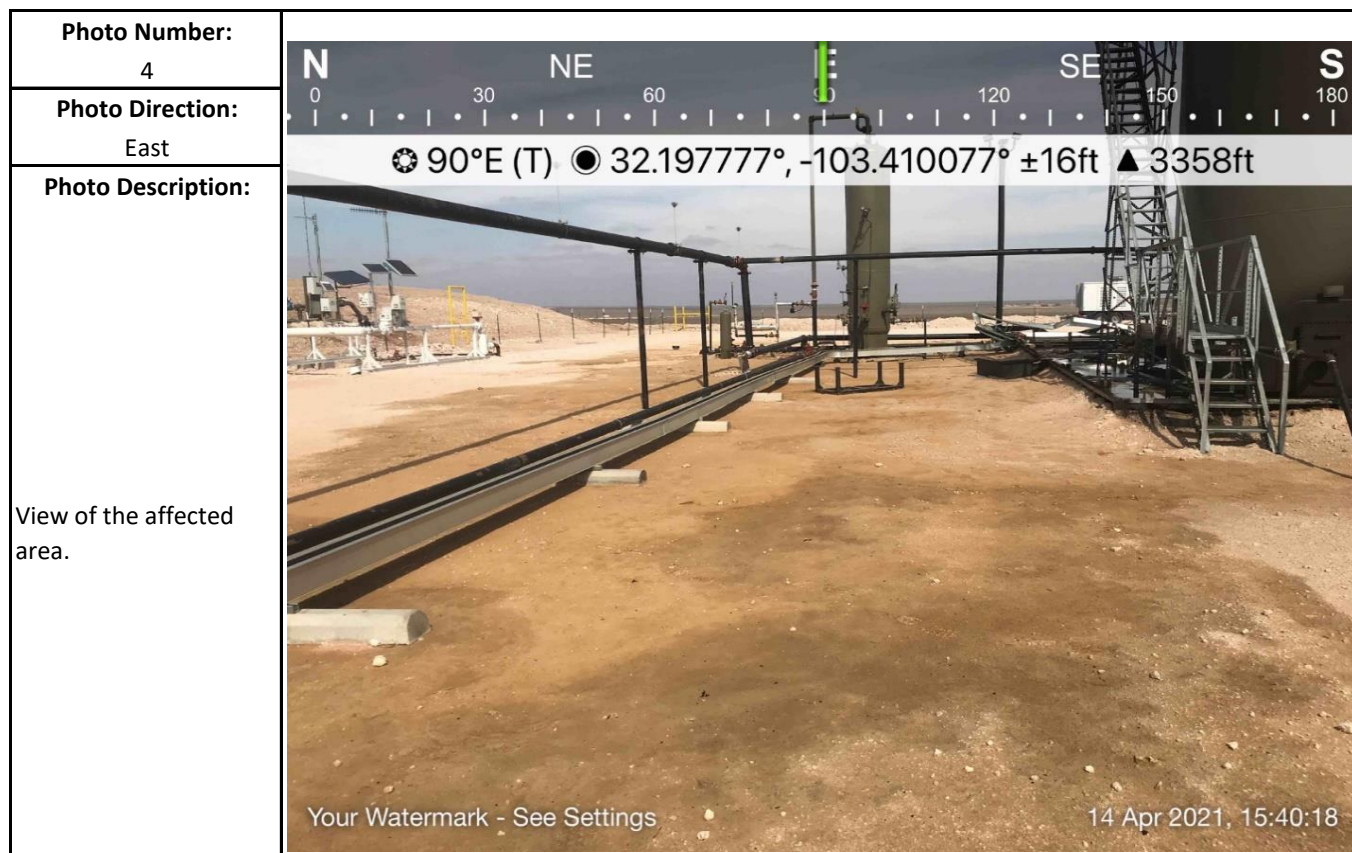 Photo Number:
4
Photo Direction:
East
Photo Description:
View of the affected
area.
N NE E SE S
0 30 60 90 120 150 180
90°E (T) 32.197777°, -103.410077° ±16ft ▲ 3358ft
Your Watermark - See Settings
14 Apr 2021, 15:40:18